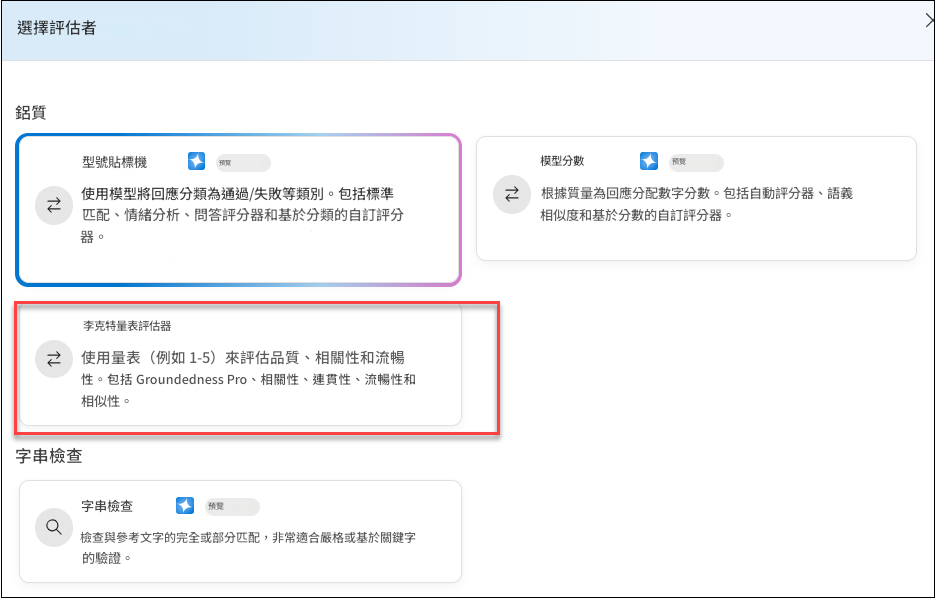 選擇評估者
鋁質
型號貼標機
預覽
使用模型將回應分類為通過/失敗等類別。包括標準
匹配、情緒分析、問答評分器和基於分類的自訂評分
器。
模型分數
預覽
根據質量為回應分配數字分數。包括自動評分器、語義
相似度和基於分數的自訂評分器。
李克特量表評估器
使用量表（例如 1-5）來評估品質、相關性和流暢
性。包括 Groundedness Pro、相關性、連貫性、流暢性和
相似性。
字串檢查
字串檢查
預覽
檢查與參考文字的完全或部分匹配，非常適合嚴格或基於關鍵字
的驗證。